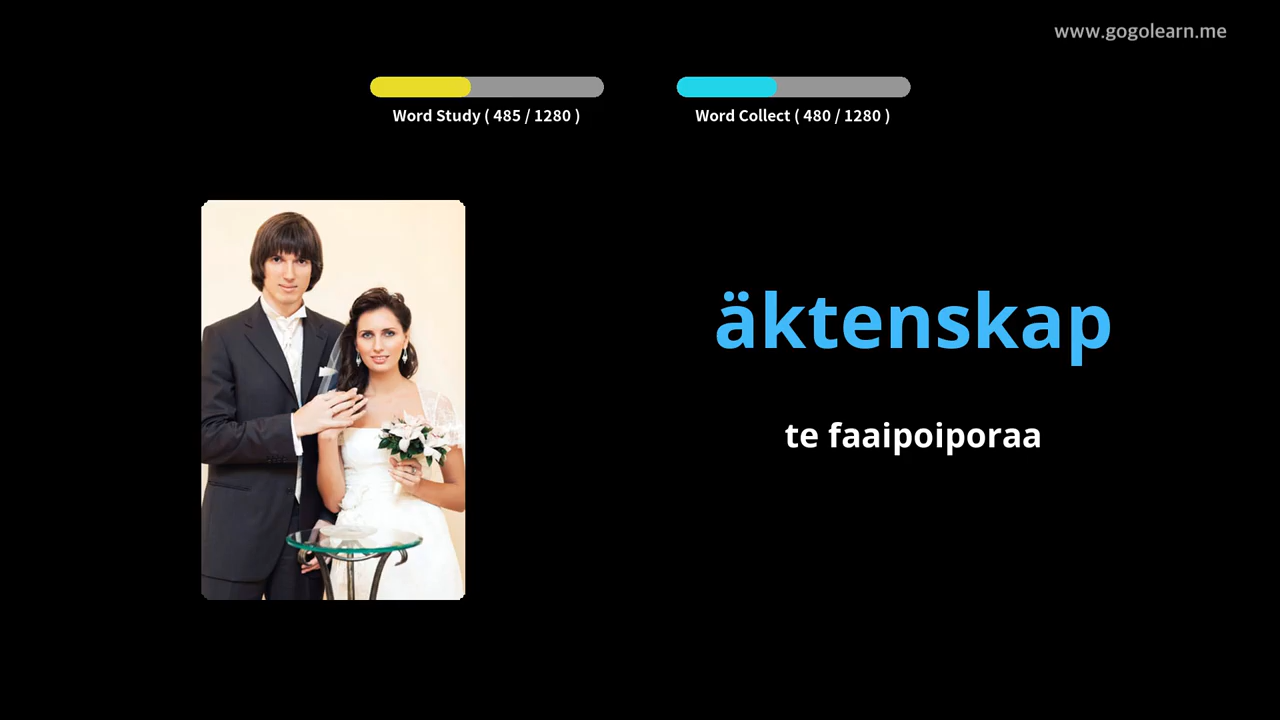 www.gogolearn.me
Word Study ( 485 / 1280 )
Word Collect ( 480 / 1280 )
äktenskap
te faaipoiporaa